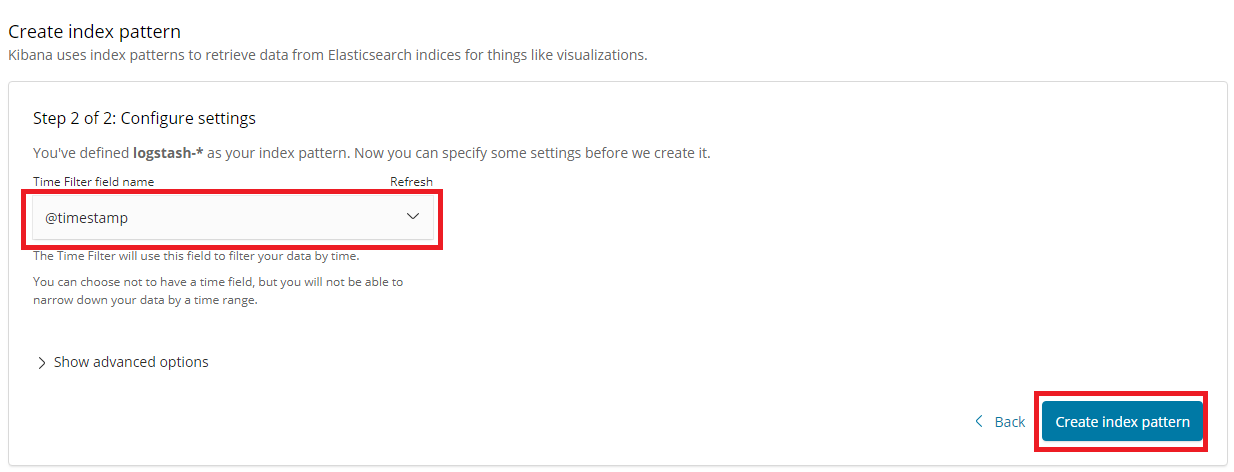 Create index pattern
Kibana uses index patterns to retrieve data from Elasticsearch indices for things like visualizations.
Step 2 of 2: Configure settings
You've defined logstash-* as your index pattern. Now you can specify some settings before we create it.
Time Filter field name Refresh
@timestamp
The Time Filter will use this field to filter your data by time.
You can choose not to have a time field, but you will not be able to
narrow down your data by a time range.
Show advanced options
Back Create index pattern